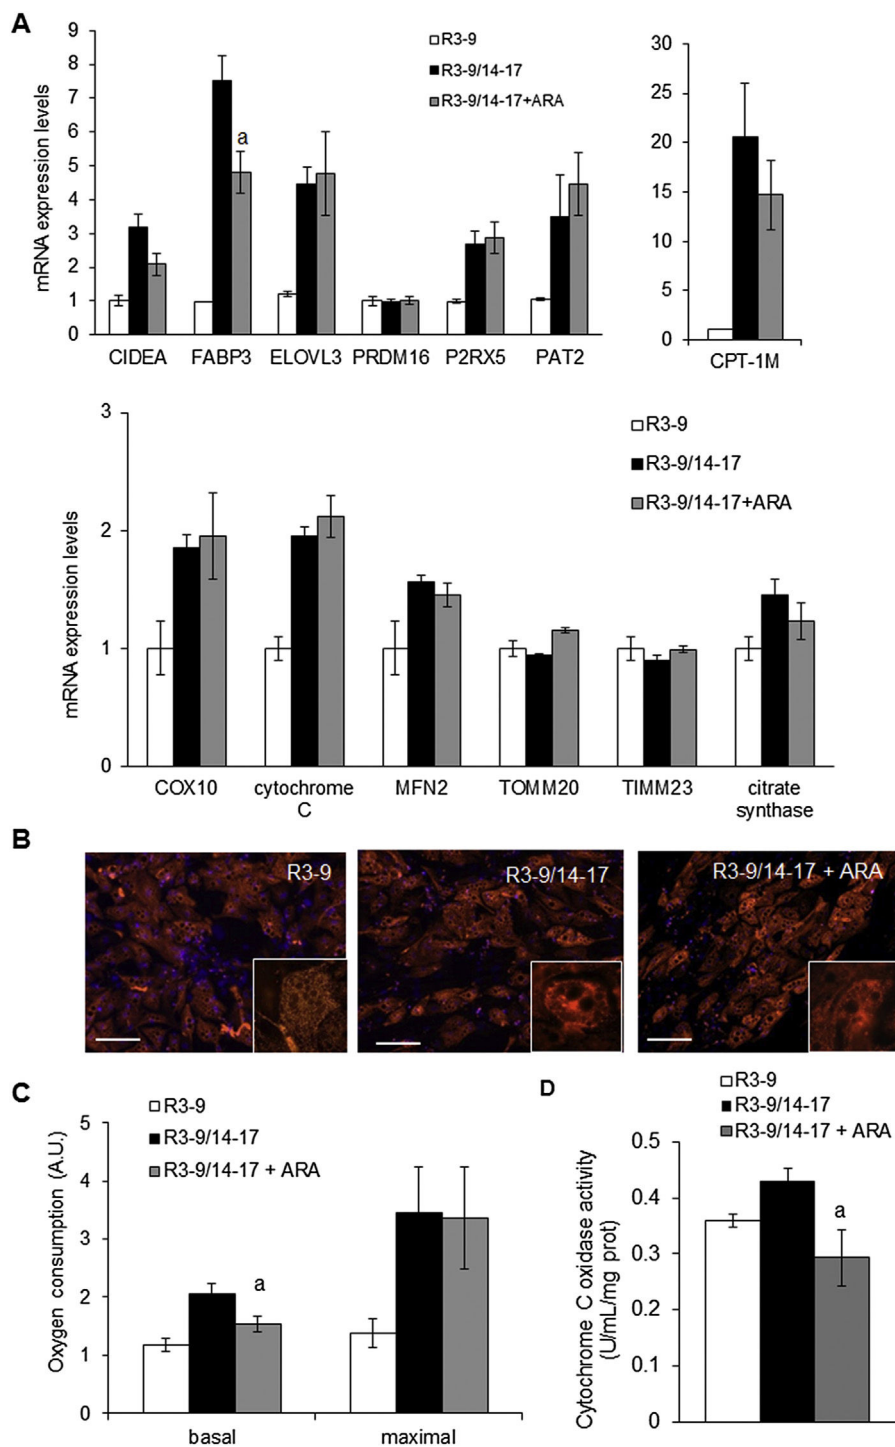 A
mRNA expression levels
9
8
7
6
5
4
3
2
1
0
R3-9
R3-9/14-17
R3-9/14-17+ARA
a
CIDEA FABP3 ELOVL3 PRDM16 P2RX5 PAT2
30
25
20
15
10
5
0
CPT-1M
mRNA expression levels
3
2
1
0
R3-9
R3-9/14-17
R3-9/14-17+ARA
COX10 cytochrome C MFN2 TOMM20 TIMM23 citrate synthase
B
R3-9
R3-9/14-17
R3-9/14-17 + ARA
C
Oxygen consumption (A.U.)
5
4
3
2
1
0
R3-9
R3-9/14-17
R3-9/14-17 + ARA
a
basal maximal
D
R3-9
R3-9/14-17
R3-9/14-17 + ARA
Cytochrome C oxidase activity
(U/mL/mg prot)
0.5
0.4
0.3
0.2
0.1
0
a